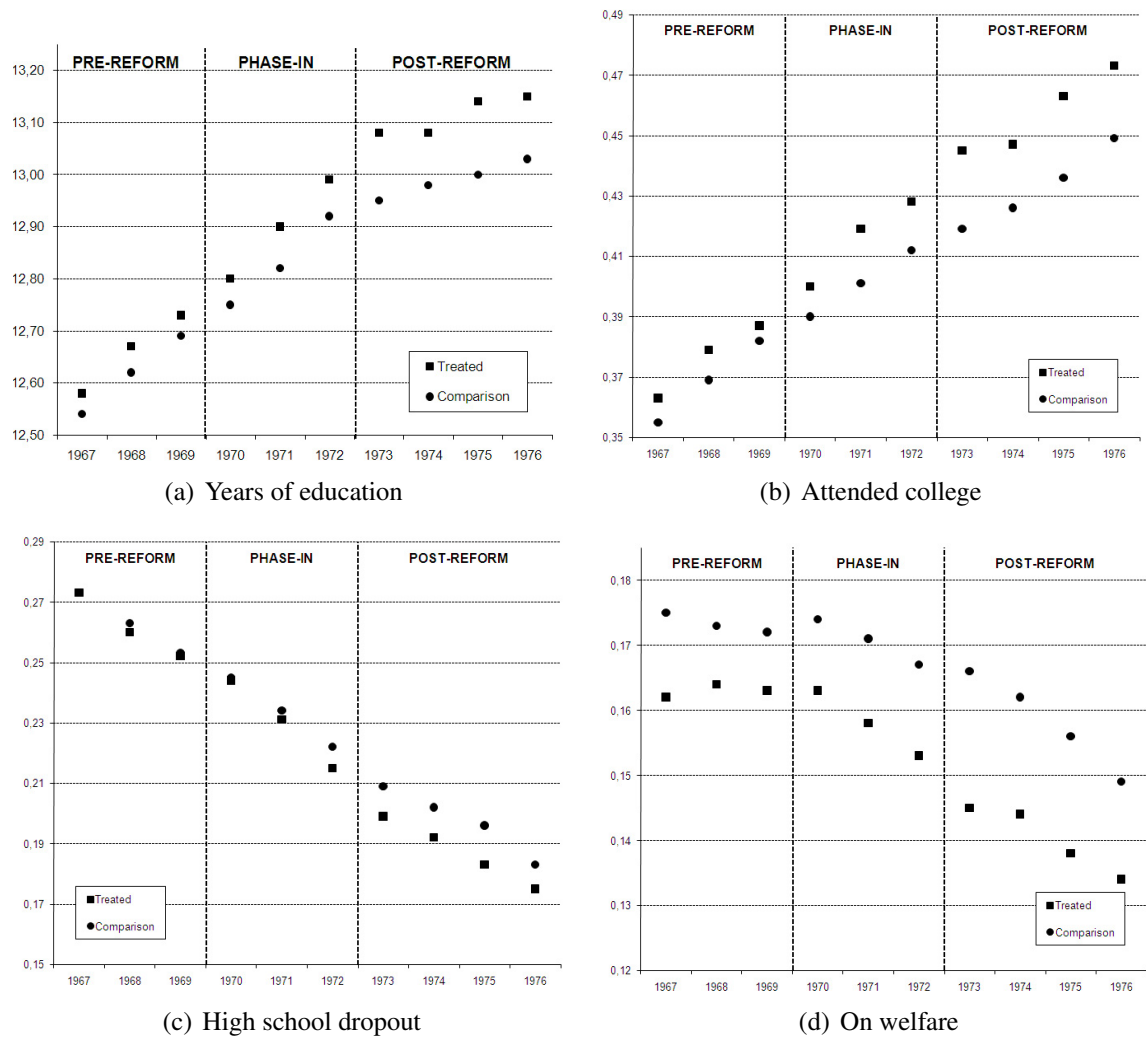 PRE-REFORM PHASE-IN POST-REFORM
13,20
13,10
13,00
12,90
12,80
12,70
12,60
12,50
Treated
Comparison
1967 1968 1969 1970 1971 1972 1973 1974 1975 1976
(a) Years of education
0,49
PRE-REFORM PHASE-IN POST-REFORM
0,47
0,45
0,43
0,41
0,39
0,37
0,35
Treated
Comparison
1967 1968 1969 1970 1971 1972 1973 1974 1975 1976
(b) Attended college
0,29
PRE-REFORM PHASE-IN POST-REFORM
0,27
0,25
0,23
0,21
0,19
0,17
0,15
Treated
Comparison
1967 1968 1969 1970 1971 1972 1973 1974 1975 1976
(c) High school dropout
PRE-REFORM PHASE-IN POST-REFORM
0,18
0,17
0,16
0,15
0,14
0,13
0,12
Treated
Comparison
1967 1968 1969 1970 1971 1972 1973 1974 1975 1976
(d) On welfare